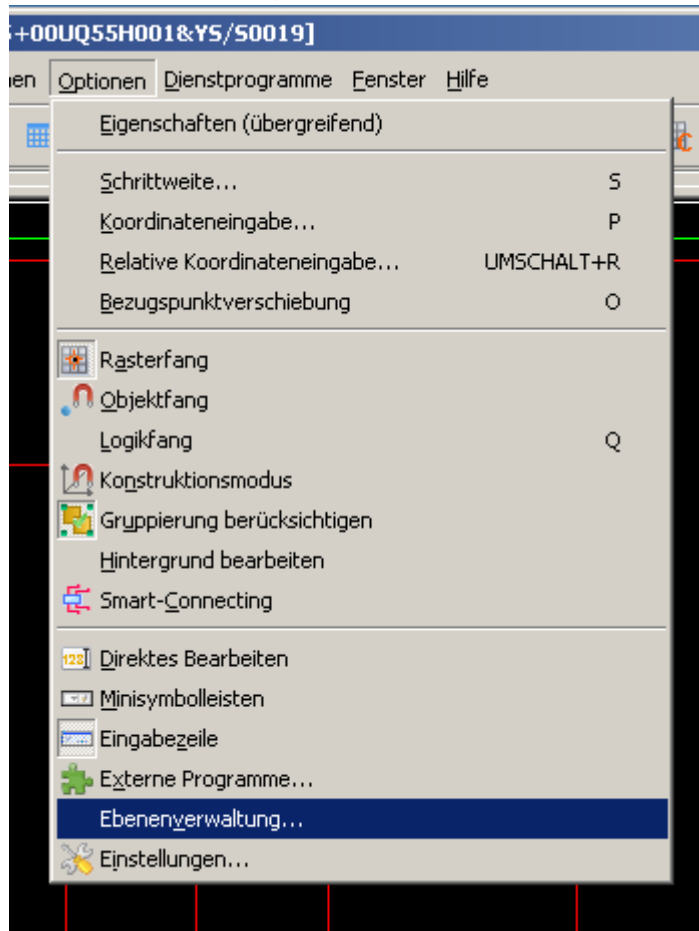 +00UQ55H001&YS/S0019]
en Optionen Dienstprogramme Fenster Hilfe
Eigenschaften (übergreifend)
Schrittweite... S
Koordinateneingabe... P
Relative Koordinateneingabe... UMSCHALT+R
Bezugspunktverschiebung O
Rasterfang
Objektfang
Logikfang Q
Konstruktionsmodus
Gruppierung berücksichtigen
Hintergrund bearbeiten
Smart-Connecting
123 Direktes Bearbeiten
Minisymbolleisten
Eingabezeile
Externe Programme...
Ebenenverwaltung...
Einstellungen...